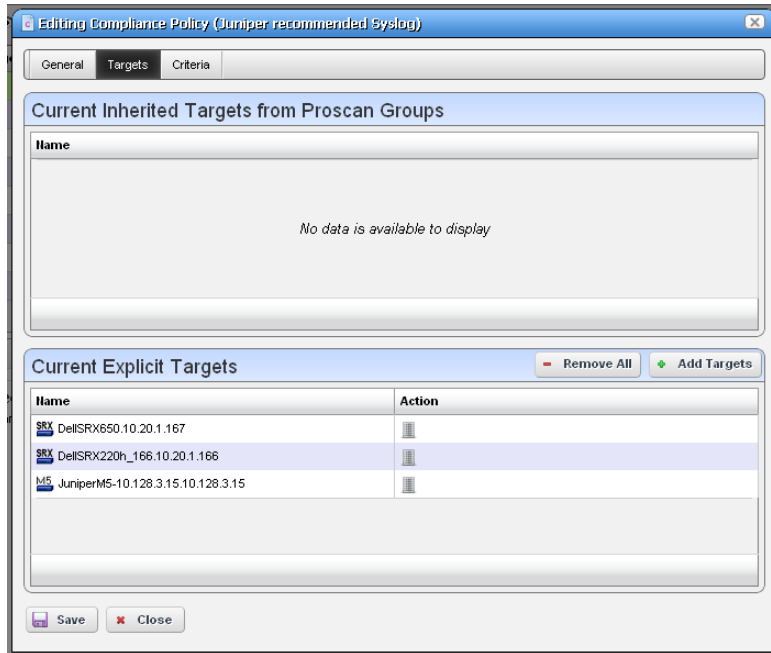 Editing Compliance Policy (Juniper recommended Syslog)
General Targets Criteria
Current Inherited Targets from Proscan Groups
Name
No data is available to display
Current Explicit Targets Remove All Add Targets
Name Action
SRX DellSRX650.10.20.1.167
SRX DellSRX220h_166.10.20.1.166
M5 JuniperM5-10.128.3.15.10.128.3.15
Save Close